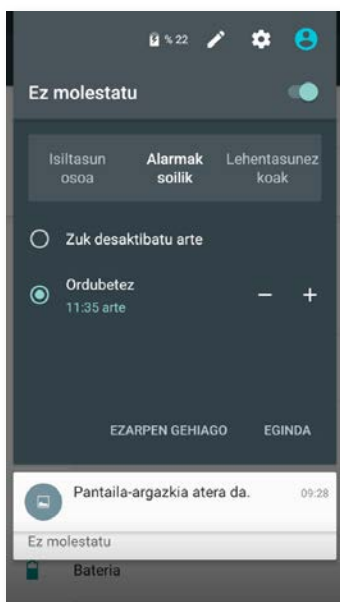 % 22
Ez molestatu
Isiltasun
osoa
Alarmak
soilik
Lehentasunez
koak
Zuk desaktibatu arte
Ordubetez
11:35 arte
EZARPEN GEHIAGO
EGINDA
Pantaila-argazkia atera da.
09:28
Ez molestatu
Bateria